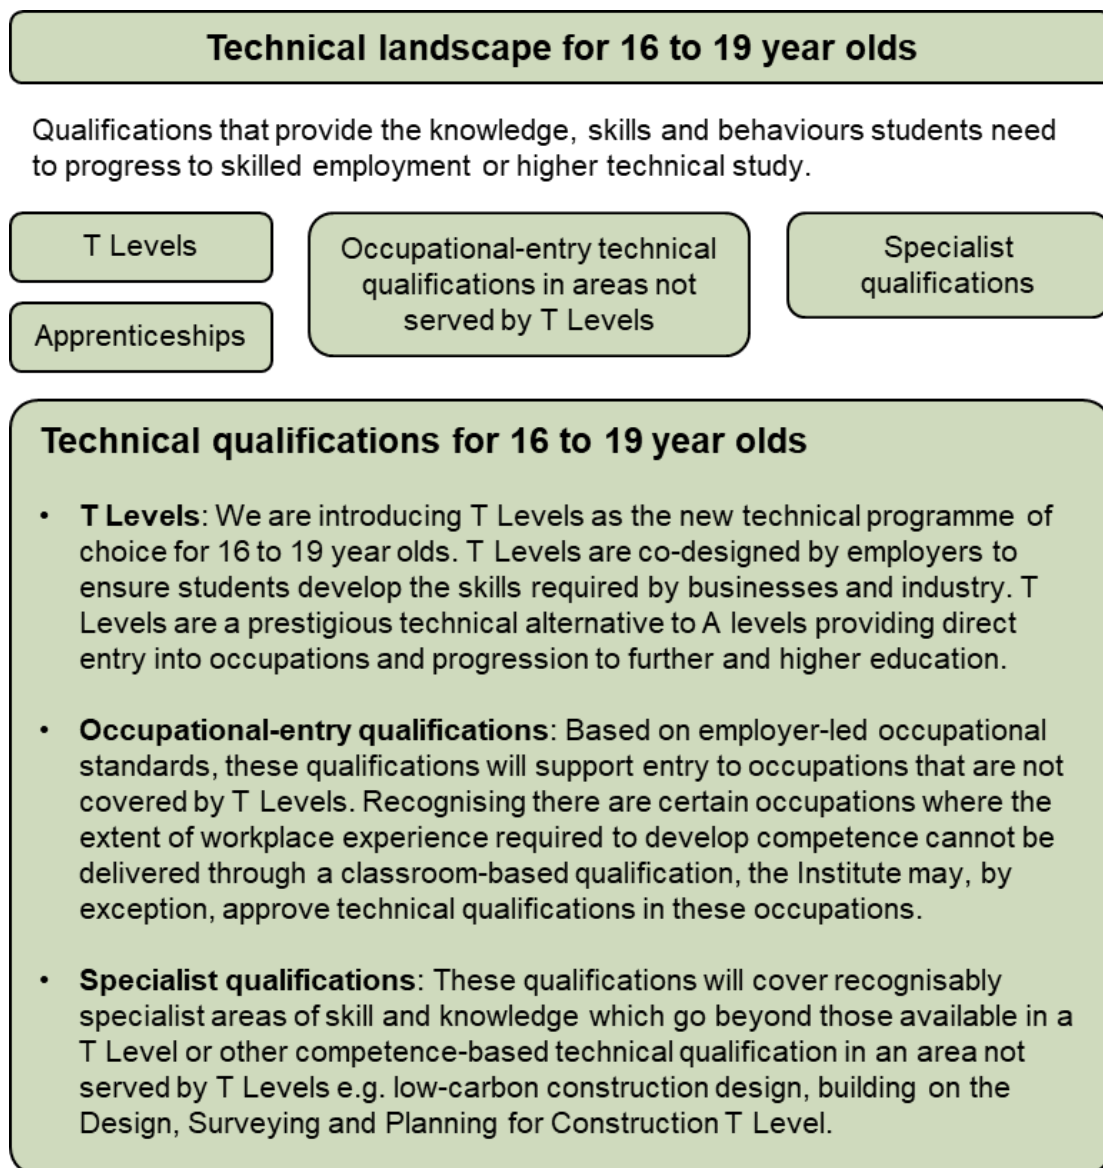 Technical landscape for 16 to 19 year olds
Qualifications that provide the knowledge, skills and behaviours students need
to progress to skilled employment or higher technical study.
T Levels
Apprenticeships
Occupational-entry technical
qualifications in areas not
served by T Levels
Specialist
qualifications
Technical qualifications for 16 to 19 year olds
• T Levels: We are introducing T Levels as the new technical programme of
choice for 16 to 19 year olds. T Levels are co-designed by employers to
ensure students develop the skills required by businesses and industry. T
Levels are a prestigious technical alternative to A levels providing direct
entry into occupations and progression to further and higher education.
• Occupational-entry qualifications: Based on employer-led occupational
standards, these qualifications will support entry to occupations that are not
covered by T Levels. Recognising there are certain occupations where the
extent of workplace experience required to develop competence cannot be
delivered through a classroom-based qualification, the Institute may, by
exception, approve technical qualifications in these occupations.
• Specialist qualifications: These qualifications will cover recognisably
specialist areas of skill and knowledge which go beyond those available in a
T Level or other competence-based technical qualification in an area not
served by T Levels e.g. low-carbon construction design, building on the
Design, Surveying and Planning for Construction T Level.